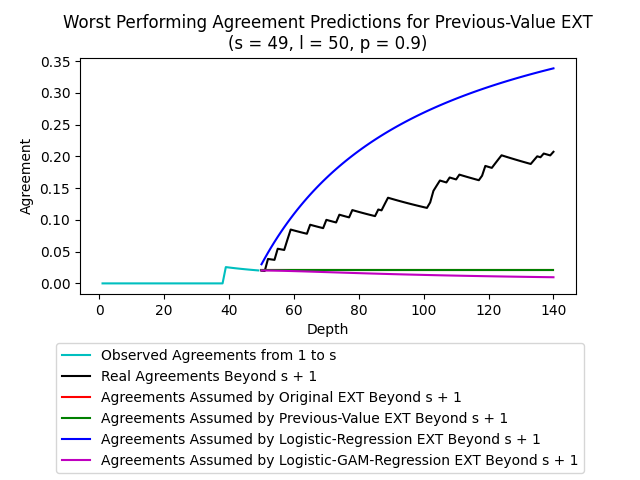 Worst Performing Agreement Predictions for Previous-Value EXT
(s = 49, l = 50, p = 0.9)
0.35
0.30
0.25
0.20
0.15
0.10
0.05
0.00
Agreement
0 20 40 60 80 100 120 140
Depth
Observed Agreements from 1 to s
Real Agreements Beyond s + 1
Agreements Assumed by Original EXT Beyond s + 1
Agreements Assumed by Previous-Value EXT Beyond s + 1
Agreements Assumed by Logistic-Regression EXT Beyond s + 1
Agreements Assumed by Logistic-GAM-Regression EXT Beyond s + 1